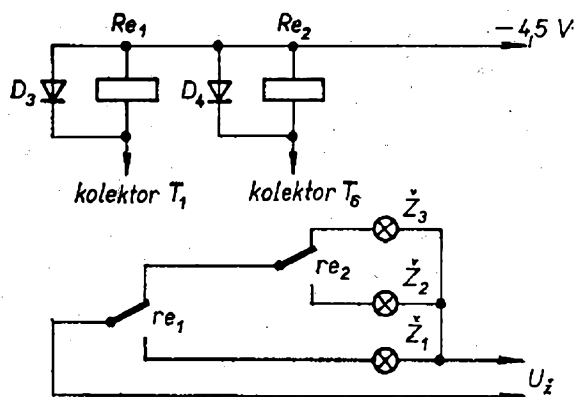 Re₁ Re₂ −4,5 V
D₃ D₄
kolektor T₁ kolektor T₆
Ž₃
re₂
Ž₂
re₁
Ž₁
Už